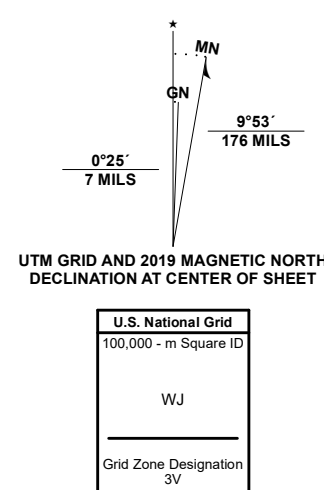 MN
GN
9°53´
176 MILS
0°25´
7 MILS
UTM GRID AND 2019 MAGNETIC NORTH
DECLINATION AT CENTER OF SHEET
U.S. National Grid
100,000 - m Square ID
WJ
Grid Zone Designation
3V